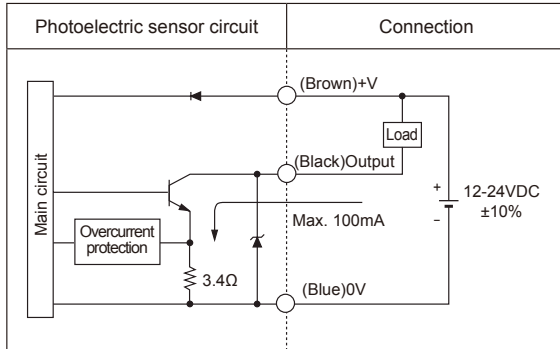 Photoelectric sensor circuit
Connection
(Brown)+V
Load
(Black)Output
Main circuit
+
12-24VDC
±10%
-
Max. 100mA
Overcurrent
protection
3.4Ω
(Blue)0V